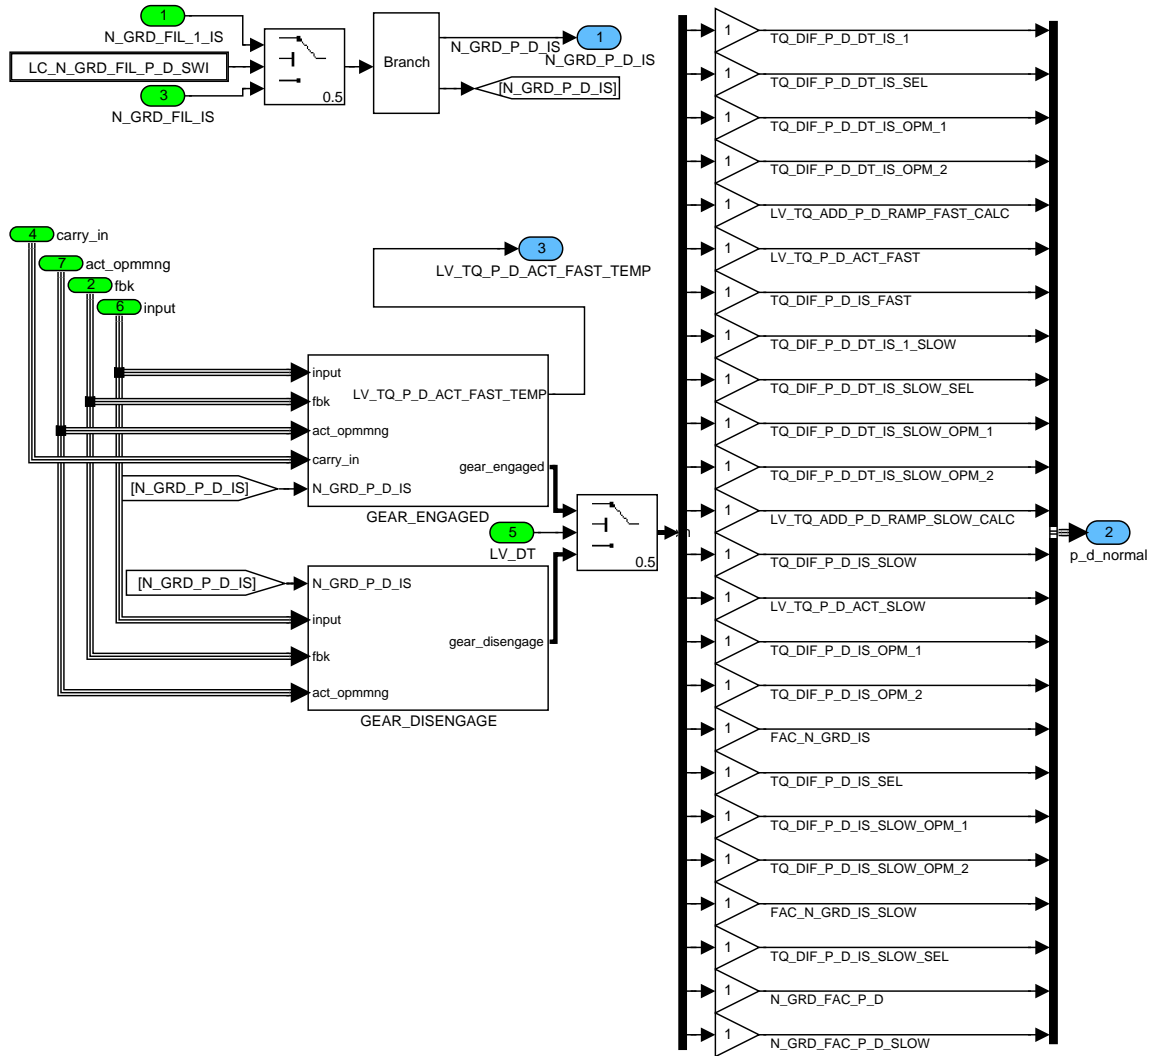 1
N_GRD_FIL_1_IS
LC_N_GRD_FIL_P_D_SWI
3
N_GRD_FIL_IS
0.5
Branch
N_GRD_P_D_IS
1
N_GRD_P_D_IS
[N_GRD_P_D_IS]
4
carry_in
7
act_opmmng
2
fbk
6
input
3
LV_TQ_P_D_ACT_FAST_TEMP
input
fbk
act_opmmng
carry_in
N_GRD_P_D_IS
LV_TQ_P_D_ACT_FAST_TEMP
gear_engaged
[N_GRD_P_D_IS]
GEAR_ENGAGED
5
LV_DT
0.5
[N_GRD_P_D_IS]
N_GRD_P_D_IS
input
fbk
act_opmmng
gear_disengage
GEAR_DISENGAGE
1
TQ_DIF_P_D_DT_IS_1
1
TQ_DIF_P_D_DT_IS_SEL
1
TQ_DIF_P_D_DT_IS_OPM_1
1
TQ_DIF_P_D_DT_IS_OPM_2
1
LV_TQ_ADD_P_D_RAMP_FAST_CALC
1
LV_TQ_P_D_ACT_FAST
1
TQ_DIF_P_D_IS_FAST
1
TQ_DIF_P_D_DT_IS_1_SLOW
1
TQ_DIF_P_D_DT_IS_SLOW_SEL
1
TQ_DIF_P_D_DT_IS_SLOW_OPM_1
1
TQ_DIF_P_D_DT_IS_SLOW_OPM_2
1
LV_TQ_ADD_P_D_RAMP_SLOW_CALC
1
TQ_DIF_P_D_IS_SLOW
1
LV_TQ_P_D_ACT_SLOW
1
TQ_DIF_P_D_IS_OPM_1
1
TQ_DIF_P_D_IS_OPM_2
1
FAC_N_GRD_IS
1
TQ_DIF_P_D_IS_SEL
1
TQ_DIF_P_D_IS_SLOW_OPM_1
1
TQ_DIF_P_D_IS_SLOW_OPM_2
1
FAC_N_GRD_IS_SLOW
1
TQ_DIF_P_D_IS_SLOW_SEL
1
N_GRD_FAC_P_D
1
N_GRD_FAC_P_D_SLOW
2
p_d_normal